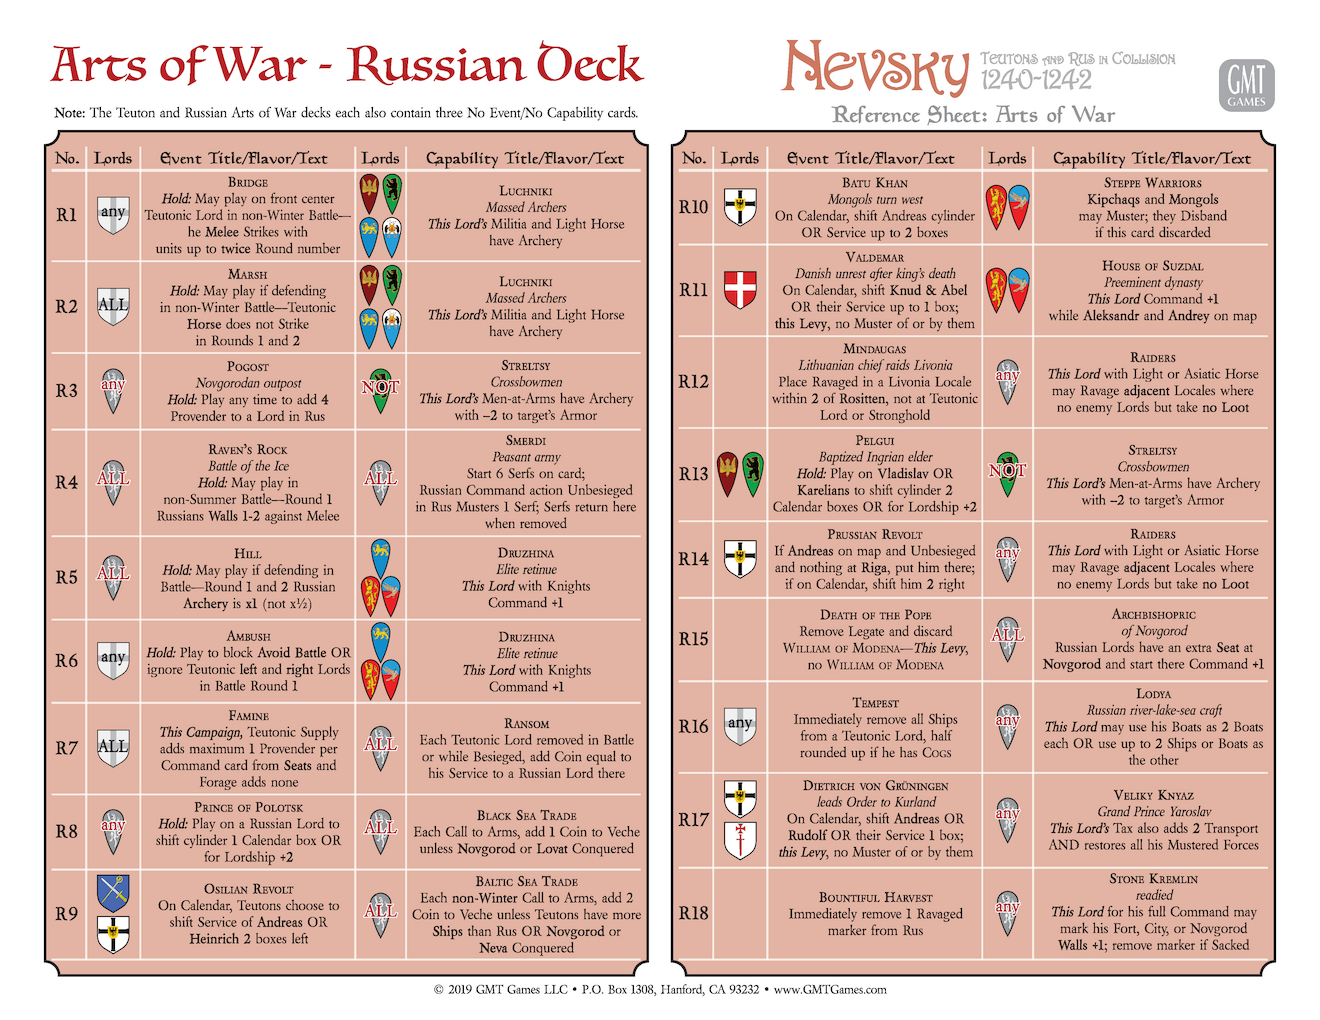 Arts of War - Russian Deck
Note: The Teuton and Russian Arts of War decks each also contain three No Event/No Capability cards.
Nevsky
Teutons and Rus in Collision
1240-1242
GMT
GAMES
Reference Sheet: Arts of War
No. Lords Event Title/Flavor/Text Lords Capability Title/Flavor/Text
R1
any
Bridge
Hold: May play on front center
Teutonic Lord in non-Winter Battle—
he Melee Strikes with
units up to twice Round number
Luchniki
Massed Archers
This Lord's Militia and Light Horse
have Archery
R2
ALL
Marsh
Hold: May play if defending
in non-Winter Battle—Teutonic
Horse does not Strike
in Rounds 1 and 2
Luchniki
Massed Archers
This Lord's Militia and Light Horse
have Archery
R3
any
Pogost
Novgorodan outpost
Hold: Play any time to add 4
Provender to a Lord in Rus
NOT
Streltsy
Crossbowmen
This Lord's Men-at-Arms have Archery
with –2 to target's Armor
R4
ALL
Raven's Rock
Battle of the Ice
Hold: May play in
non-Summer Battle—Round 1
Russians Walls 1-2 against Melee
ALL
Smerdi
Peasant army
Start 6 Serfs on card;
Russian Command action Unbesieged
in Rus Musters 1 Serf; Serfs return here
when removed
R5
ALL
Hill
Hold: May play if defending in
Battle—Round 1 and 2 Russian
Archery is x1 (not x½)
Druzhina
Elite retinue
This Lord with Knights
Command +1
R6
any
Ambush
Hold: Play to block Avoid Battle OR
ignore Teutonic left and right Lords
in Battle Round 1
Druzhina
Elite retinue
This Lord with Knights
Command +1
R7
ALL
Famine
This Campaign, Teutonic Supply
adds maximum 1 Provender per
Command card from Seats and
Forage adds none
ALL
Ransom
Each Teutonic Lord removed in Battle
or while Besieged, add Coin equal to
his Service to a Russian Lord there
R8
any
Prince of Polotsk
Hold: Play on a Russian Lord to
shift cylinder 1 Calendar box OR
for Lordship +2
ALL
Black Sea Trade
Each Call to Arms, add 1 Coin to Veche
unless Novgorod or Lovat Conquered
R9
Osilian Revolt
On Calendar, Teutons choose to
shift Service of Andreas OR
Heinrich 2 boxes left
ALL
Baltic Sea Trade
Each non-Winter Call to Arms, add 2
Coin to Veche unless Teutons have more
Ships than Rus OR Novgorod or
Neva Conquered
No. Lords Event Title/Flavor/Text Lords Capability Title/Flavor/Text
R10
Batu Khan
Mongols turn west
On Calendar, shift Andreas cylinder
OR Service up to 2 boxes
Steppe Warriors
Kipchaqs and Mongols
may Muster; they Disband
if this card discarded
R11
Valdemar
Danish unrest after king's death
On Calendar, shift Knud & Abel
OR their Service up to 1 box;
this Levy, no Muster of or by them
House of Suzdal
Preeminent dynasty
This Lord Command +1
while Aleksandr and Andrey on map
R12
Mindaugas
Lithuanian chief raids Livonia
Place Ravaged in a Livonia Locale
within 2 of Rositten, not at Teutonic
Lord or Stronghold
any
Raiders
This Lord with Light or Asiatic Horse
may Ravage adjacent Locales where
no enemy Lords but take no Loot
R13
Pelgui
Baptized Ingrian elder
Hold: Play on Vladislav OR
Karelians to shift cylinder 2
Calendar boxes OR for Lordship +2
NOT
Streltsy
Crossbowmen
This Lord's Men-at-Arms have Archery
with –2 to target's Armor
R14
Prussian Revolt
If Andreas on map and Unbesieged
and nothing at Riga, put him there;
if on Calendar, shift him 2 right
any
Raiders
This Lord with Light or Asiatic Horse
may Ravage adjacent Locales where
no enemy Lords but take no Loot
R15
Death of the Pope
Remove Legate and discard
William of Modena—This Levy,
no William of Modena
ALL
Archbishopric
of Novgorod
Russian Lords have an extra Seat at
Novgorod and start there Command +1
R16
any
Tempest
Immediately remove all Ships
from a Teutonic Lord, half
rounded up if he has Cogs
any
Lodya
Russian river-lake-sea craft
This Lord may use his Boats as 2 Boats
each OR use up to 2 Ships or Boats as
the other
R17
Dietrich von Grüningen
leads Order to Kurland
On Calendar, shift Andreas OR
Rudolf OR their Service 1 box;
this Levy, no Muster of or by them
any
Veliky Knyaz
Grand Prince Yaroslav
This Lord's Tax also adds 2 Transport
AND restores all his Mustered Forces
R18
Bountiful Harvest
Immediately remove 1 Ravaged
marker from Rus
any
Stone Kremlin
readied
This Lord for his full Command may
mark his Fort, City, or Novgorod
Walls +1; remove marker if Sacked
© 2019 GMT Games LLC • P.O. Box 1308, Hanford, CA 93232 • www.GMTGames.com